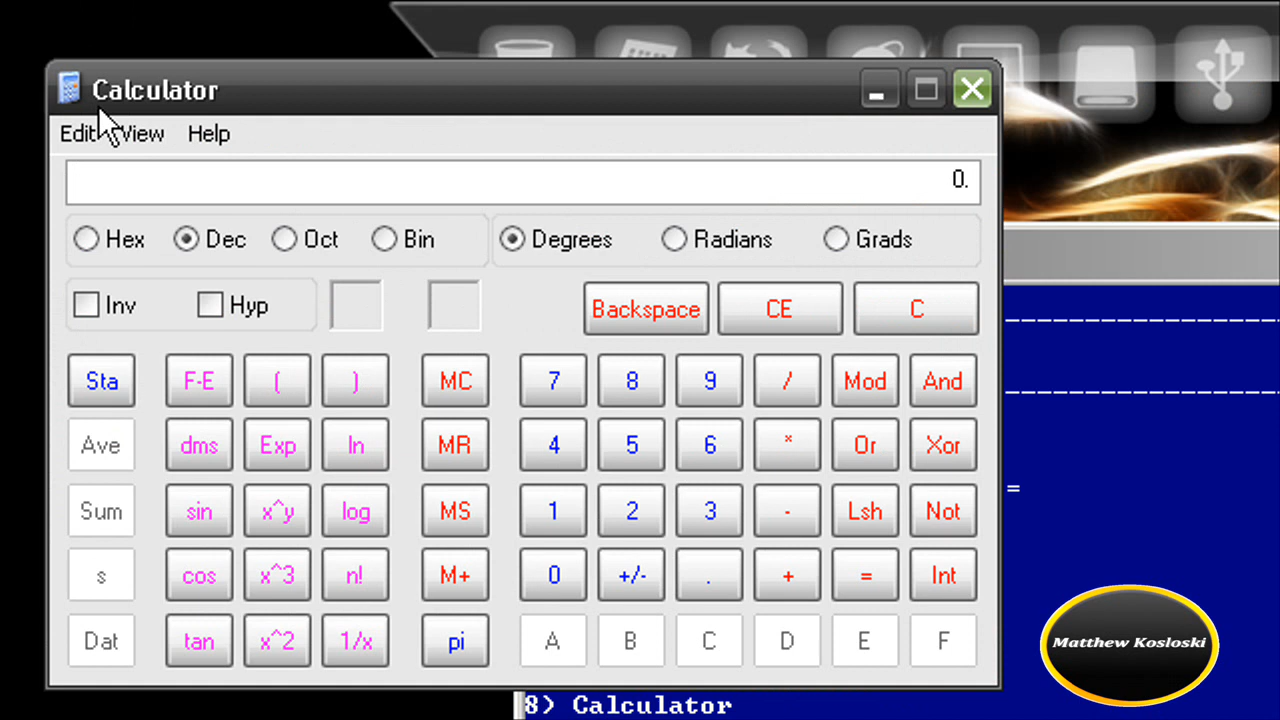 Calculator
Edit View Help
0.
Hex Dec Oct Bin Degrees Radians Grads
Inv Hyp Backspace CE C
Sta F-E ( ) MC 7 8 9 / Mod And
Ave dms Exp ln MR 4 5 6 * Or Xor
Sum sin x^y log MS 1 2 3 - Lsh Not
s cos x^3 n! M+ 0 +/- . + = Int
Dat tan x^2 1/x pi A B C D E F
=
Matthew Kosloski
8) Calculator